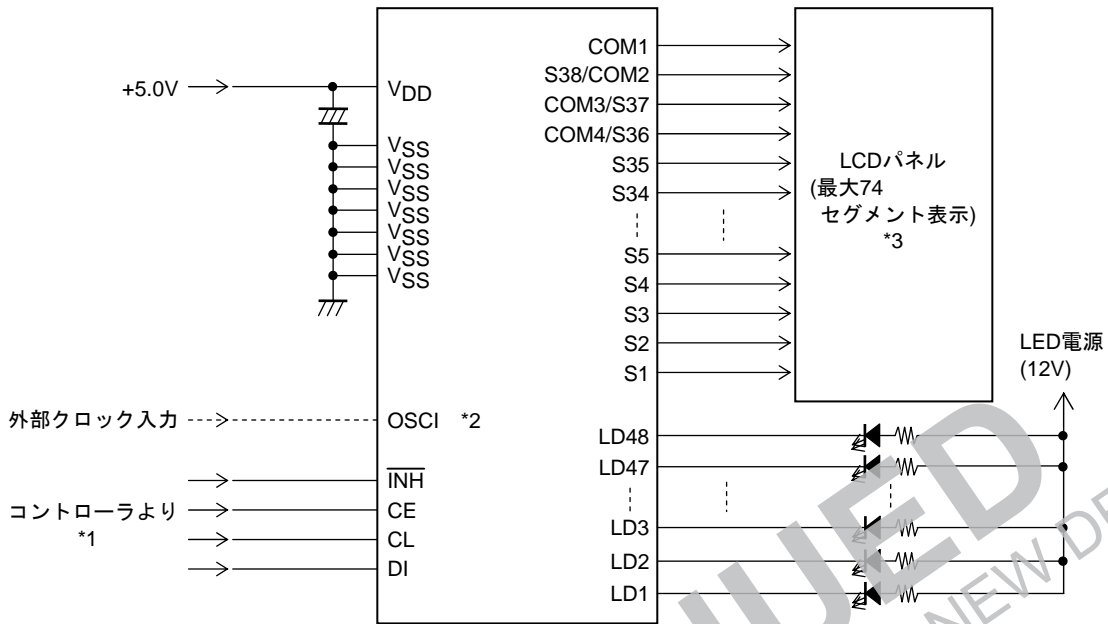 +5.0V
VDD
VSS
VSS
VSS
VSS
VSS
VSS
VSS
外部クロック入力
OSCI *2
コントローラより
*1
INH
CE
CL
DI
COM1
S38/COM2
COM3/S37
COM4/S36
S35
S34
S5
S4
S3
S2
S1
LCDパネル
(最大74
セグメント表示)
*3
LED電源
(12V)
LD48
LD47
LD3
LD2
LD1